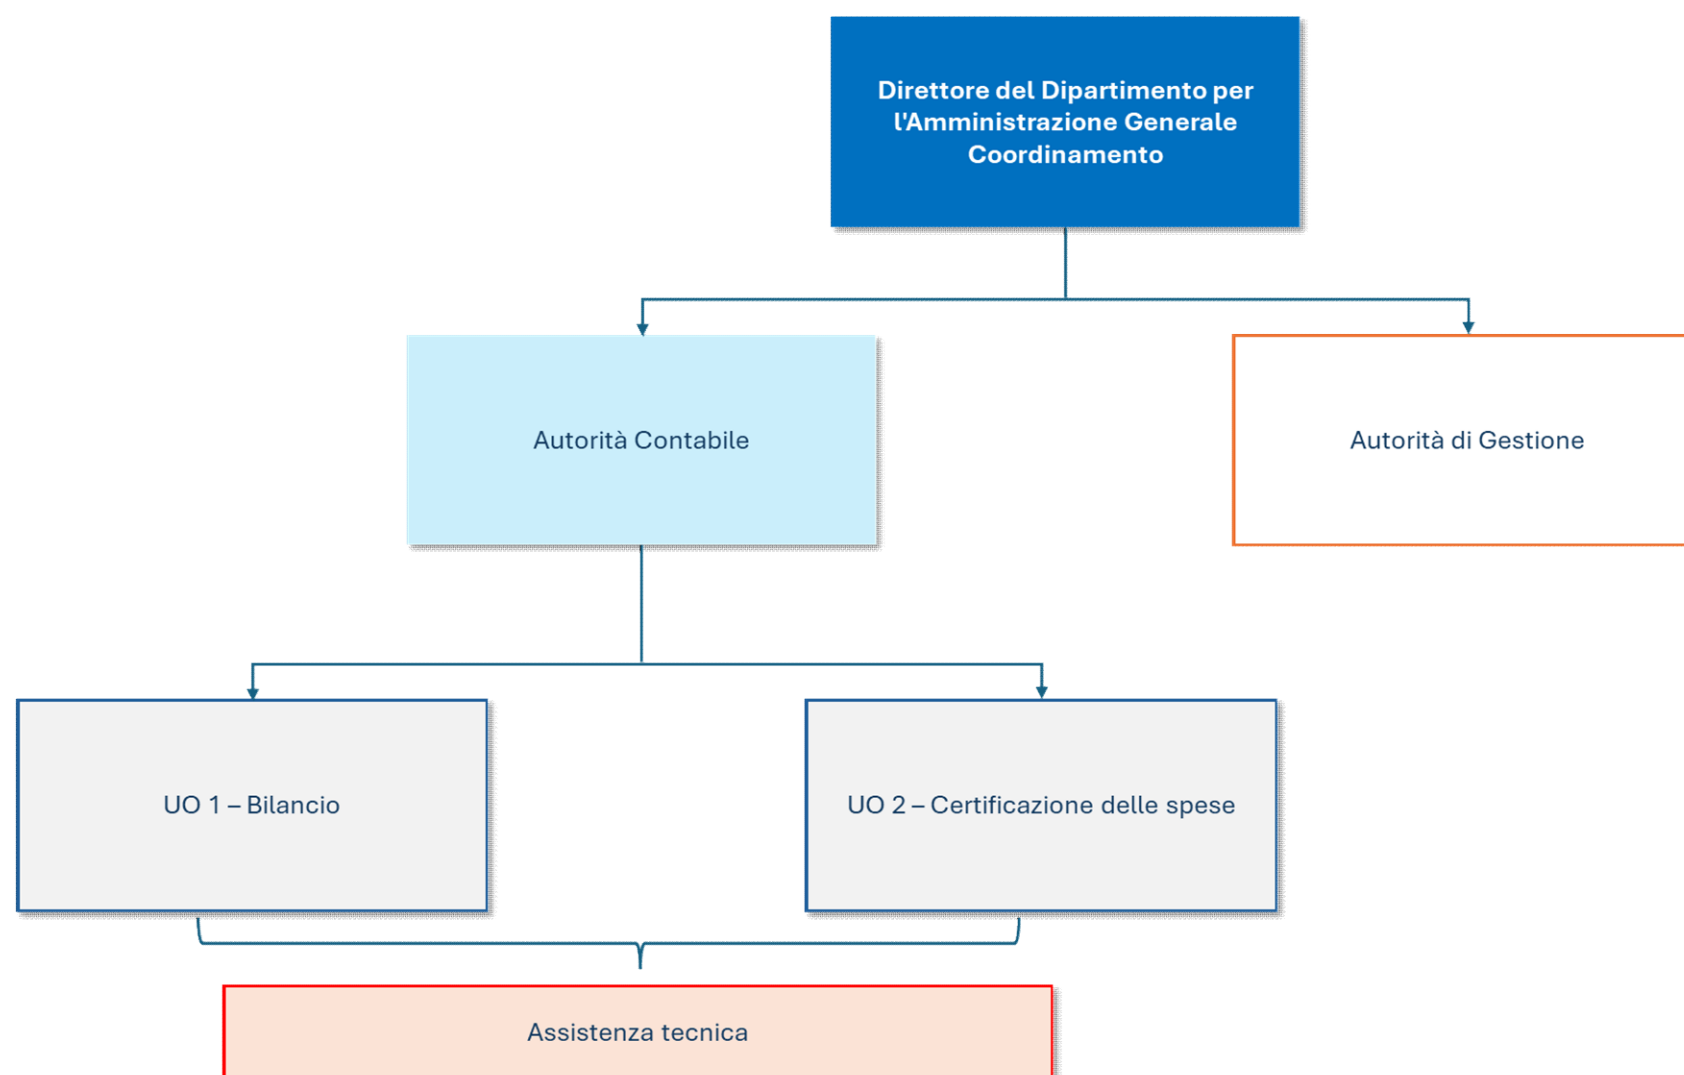 Direttore del Dipartimento per
l'Amministrazione Generale
Coordinamento
Autorità Contabile
Autorità di Gestione
UO 1 – Bilancio
UO 2 – Certificazione delle spese
Assistenza tecnica